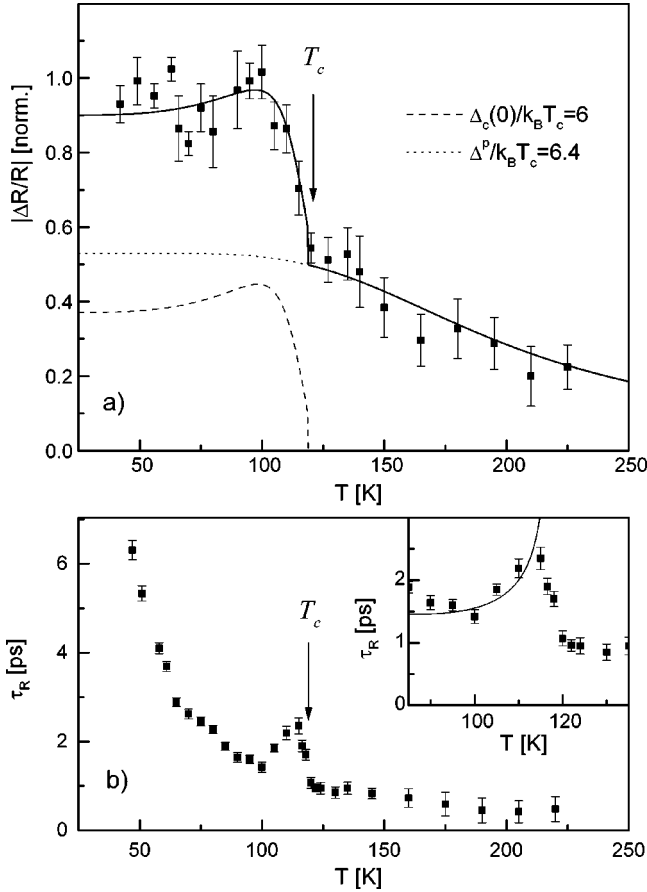 |ΔR/R| [norm.]
1.0
0.8
0.6
0.4
0.2
0.0
T_c
Δ_c(0)/k_BT_c=6
Δ^p/k_BT_c=6.4
a)
50 100 150 200 250
T [K]
τ_R [ps]
6
4
2
0
T_c
b)
50 100 150 200 250
T [K]
τ_R [ps]
2
1
0
100 120
T [K]